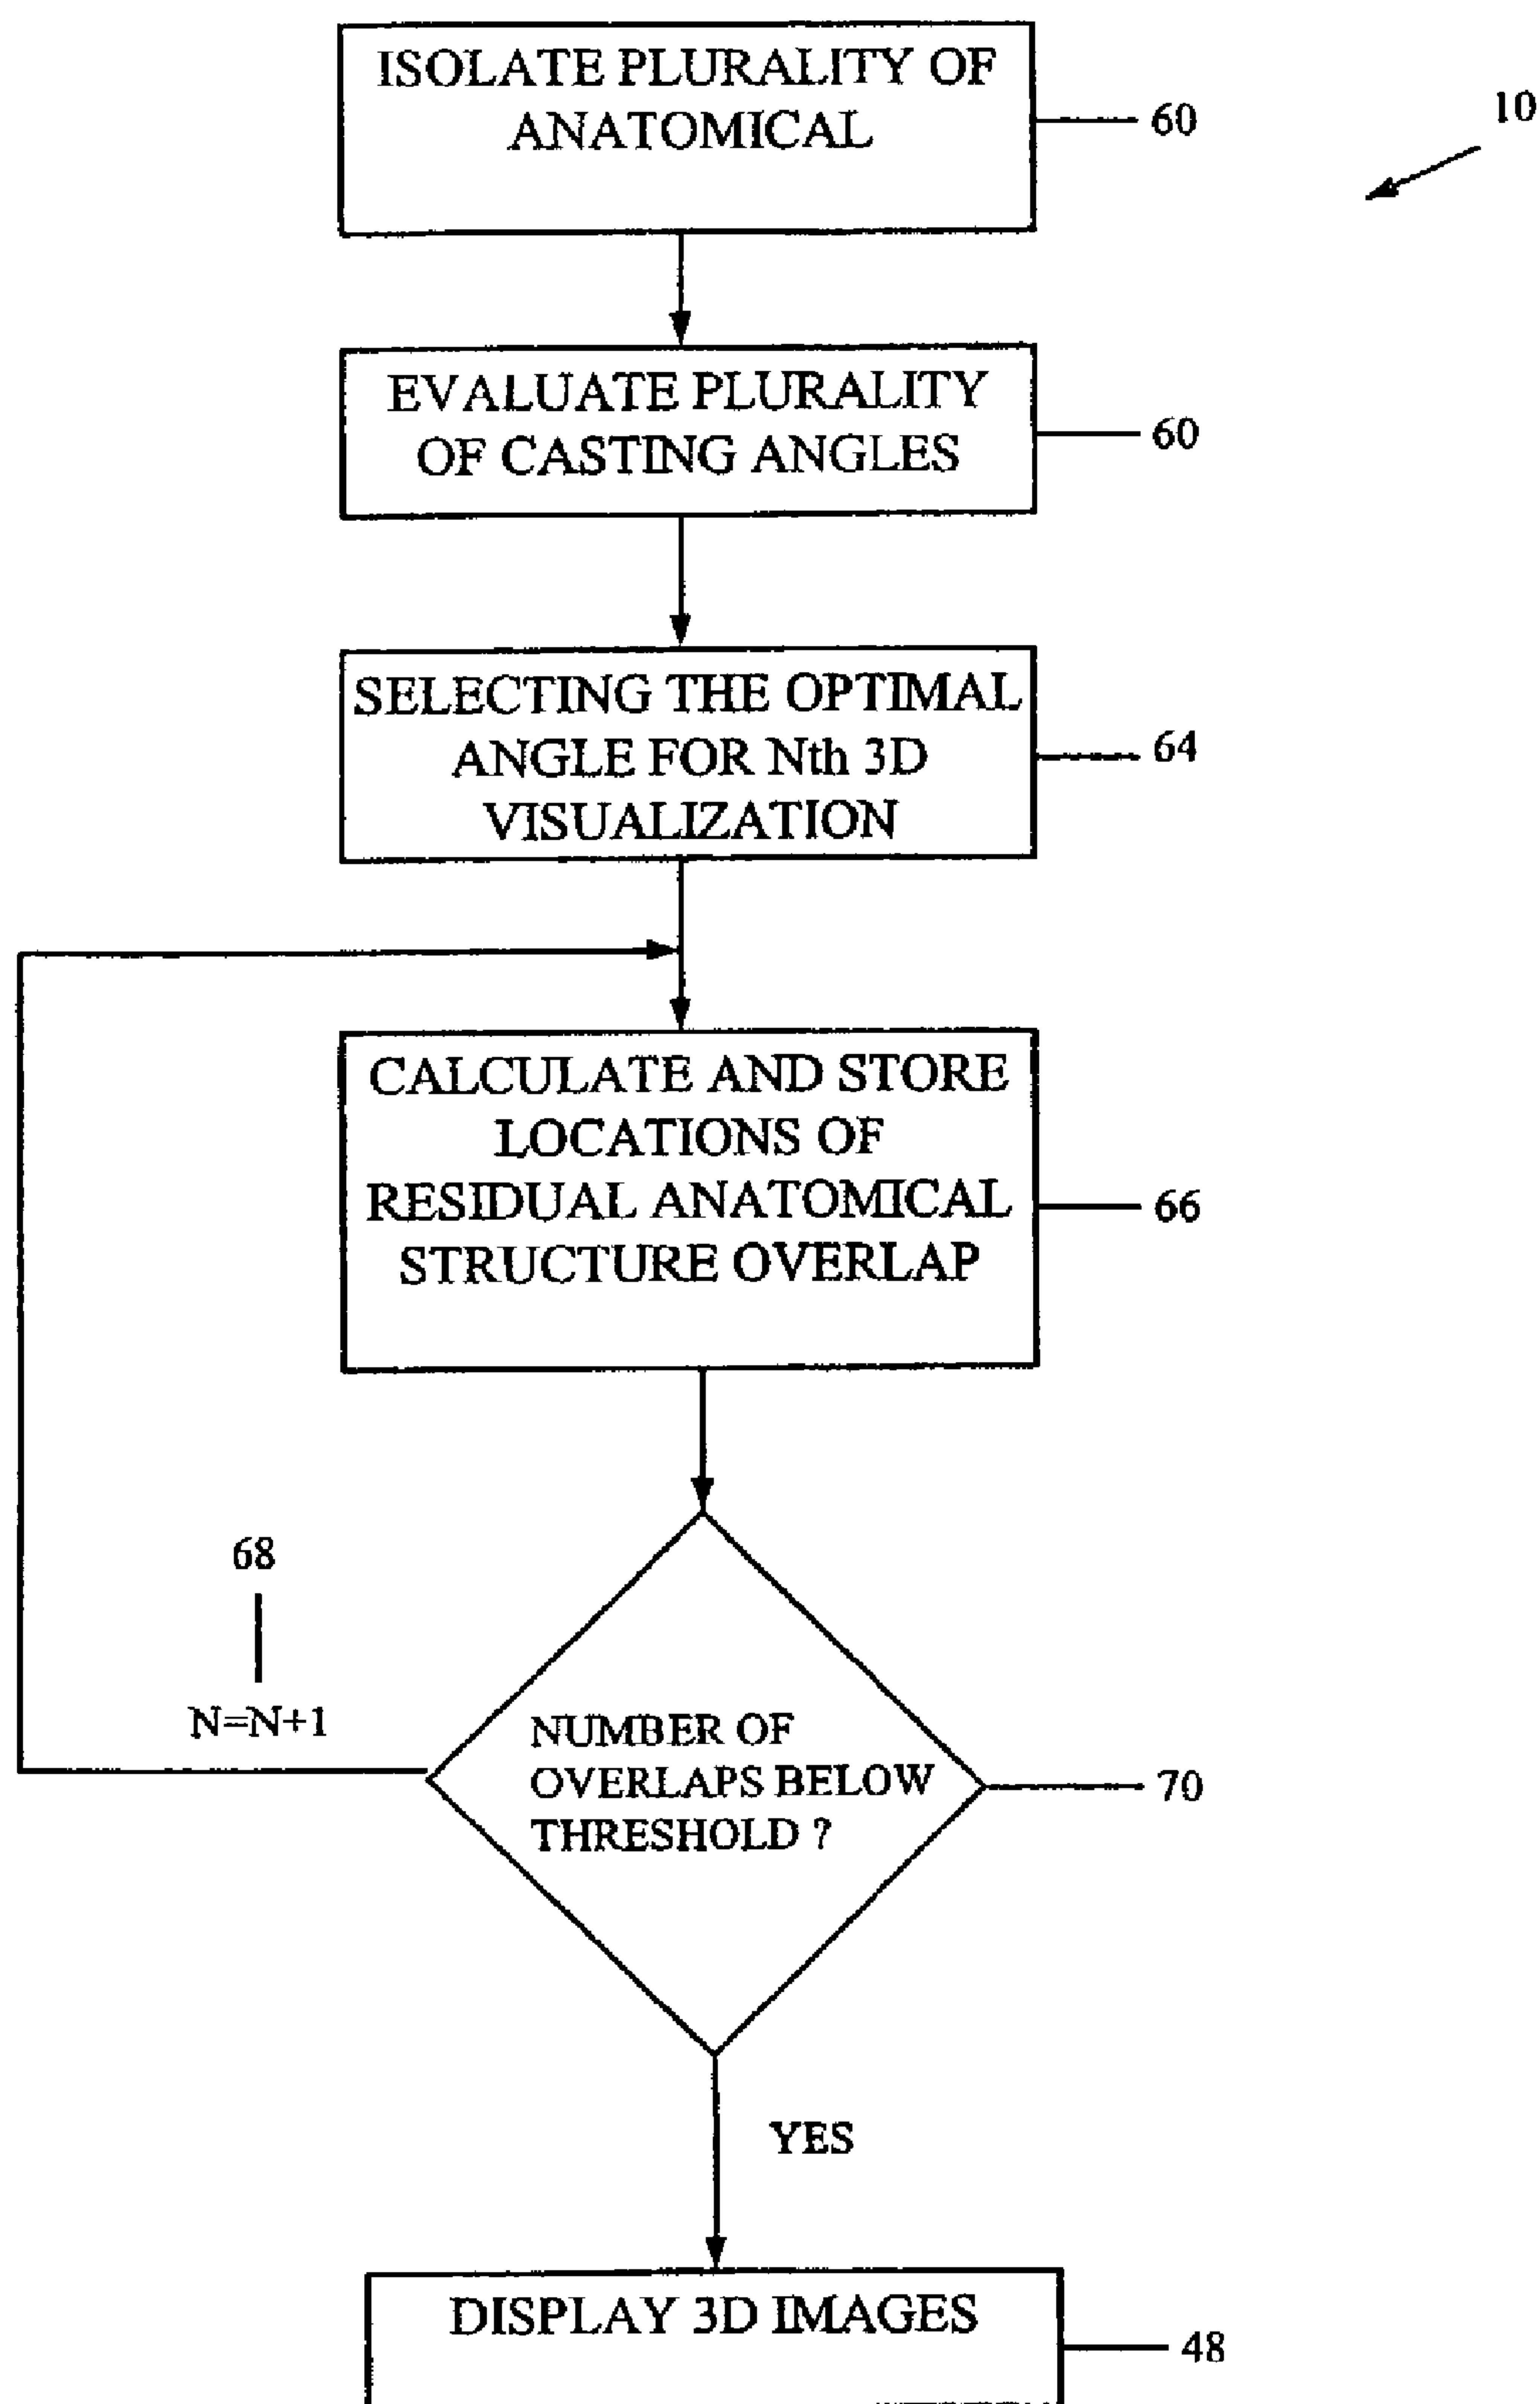 ISOLATE PLURALITY OF
ANATOMICAL
60
10
EVALUATE PLURALITY
OF CASTING ANGLES
60
SELECTING THE OPTIMAL
ANGLE FOR Nth 3D
VISUALIZATION
64
CALCULATE AND STORE
LOCATIONS OF
RESIDUAL ANATOMICAL
STRUCTURE OVERLAP
66
68
N=N+1
NUMBER OF
OVERLAPS BELOW
THRESHOLD ?
70
YES
DISPLAY 3D IMAGES
48